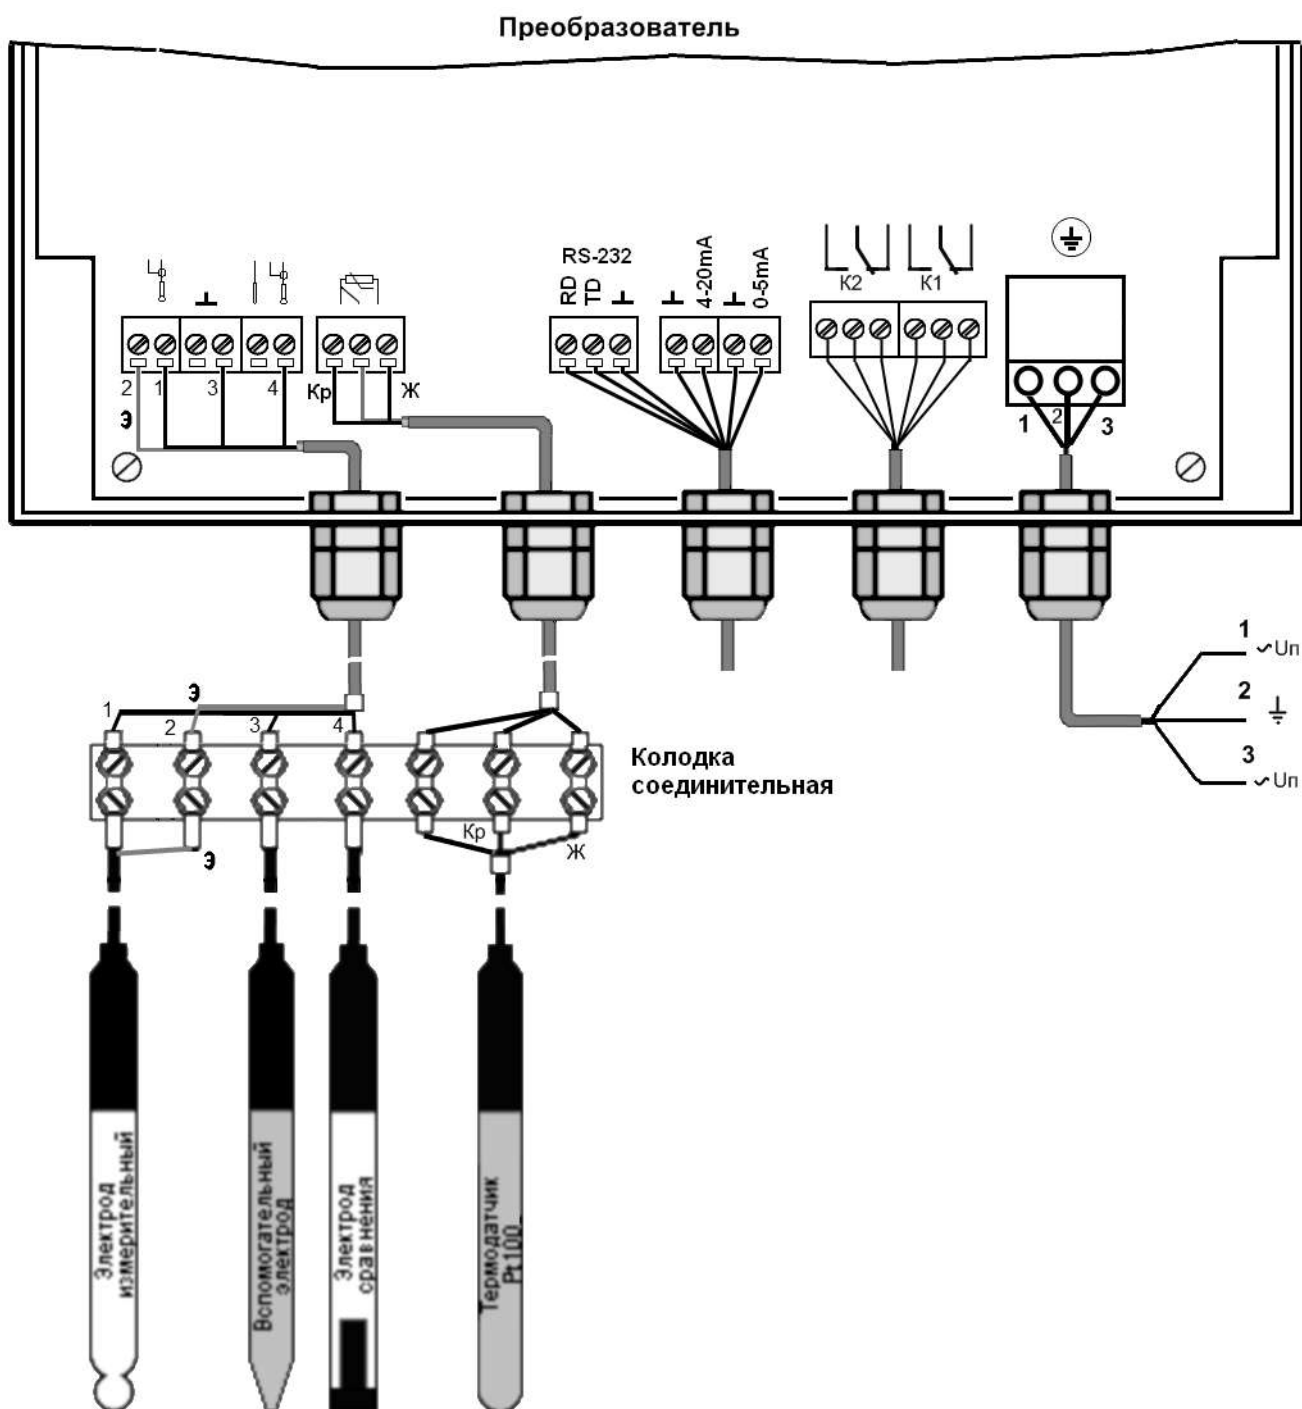 Преобразователь
RS-232
RD
TD
4-20mA
0-5mA
К2
К1
2
1
3
4
Э
Кр
Ж
1
2
3
1
~Uп
2
3
~Uп
Э
1
2
3
4
Колодка
соединительная
Кр
Ж
Э
Электрод
измерительный
Вспомогательный
электрод
Электрод
сравнения
Термодатчик
Pt100